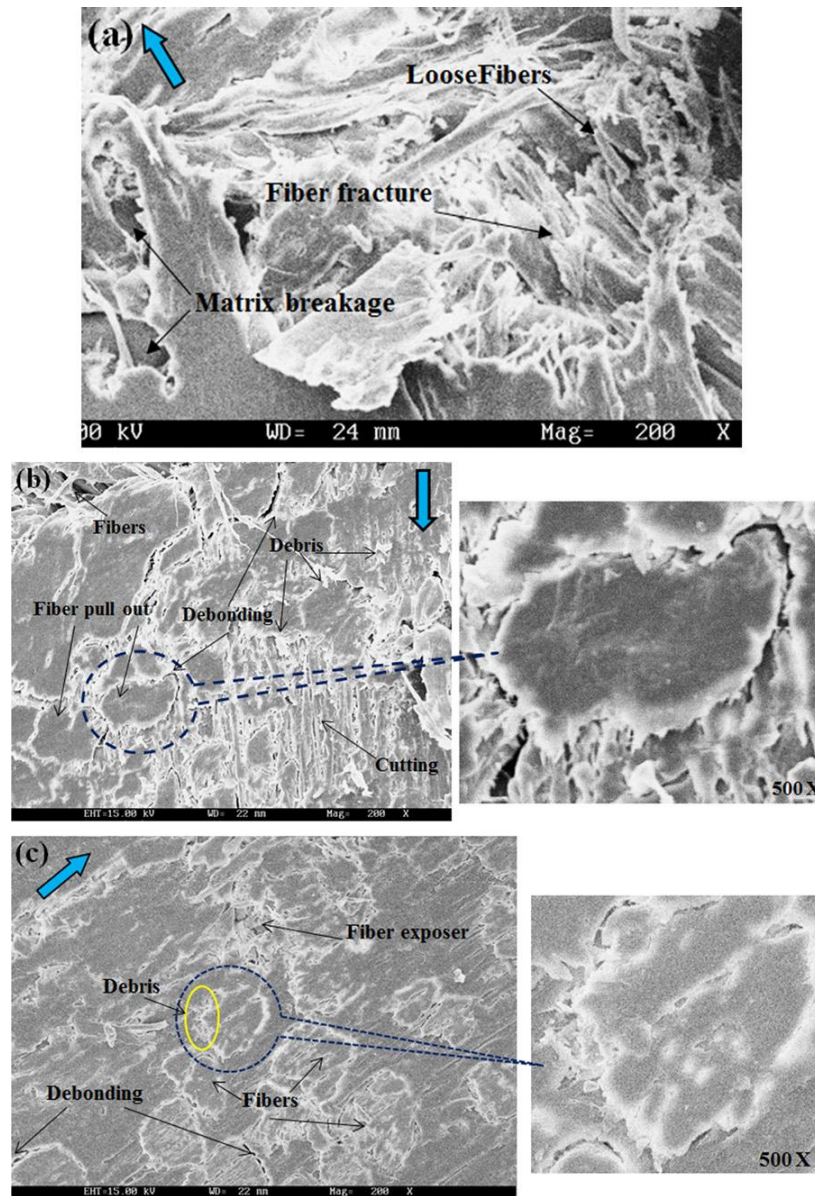 (a)
LooseFibers
Fiber fracture
Matrix breakage
00 kV WD= 24 mm Mag= 200 X
(b)
Fibers
Debris
Fiber pull out
Debonding
Cutting
EHT=15.00 kV WD= 22 mm Mag= 200 X
500 X
(c)
Fiber exposer
Debris
Debonding
Fibers
EHT=15.00 kV WD= 22 mm Mag= 200 X
500 X